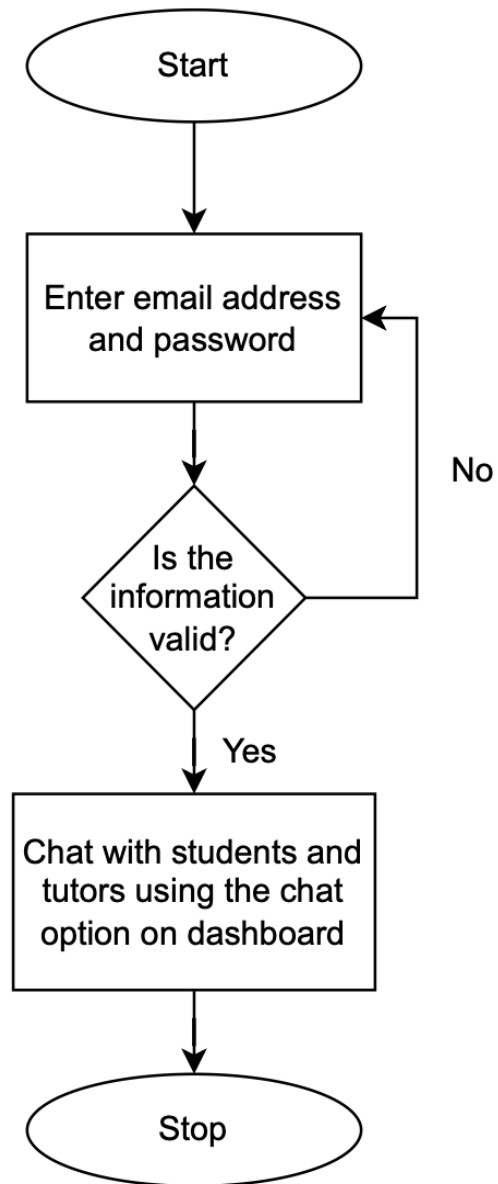 Start
Enter email address
and password
No
Is the
information
valid?
Yes
Chat with students and
tutors using the chat
option on dashboard
Stop